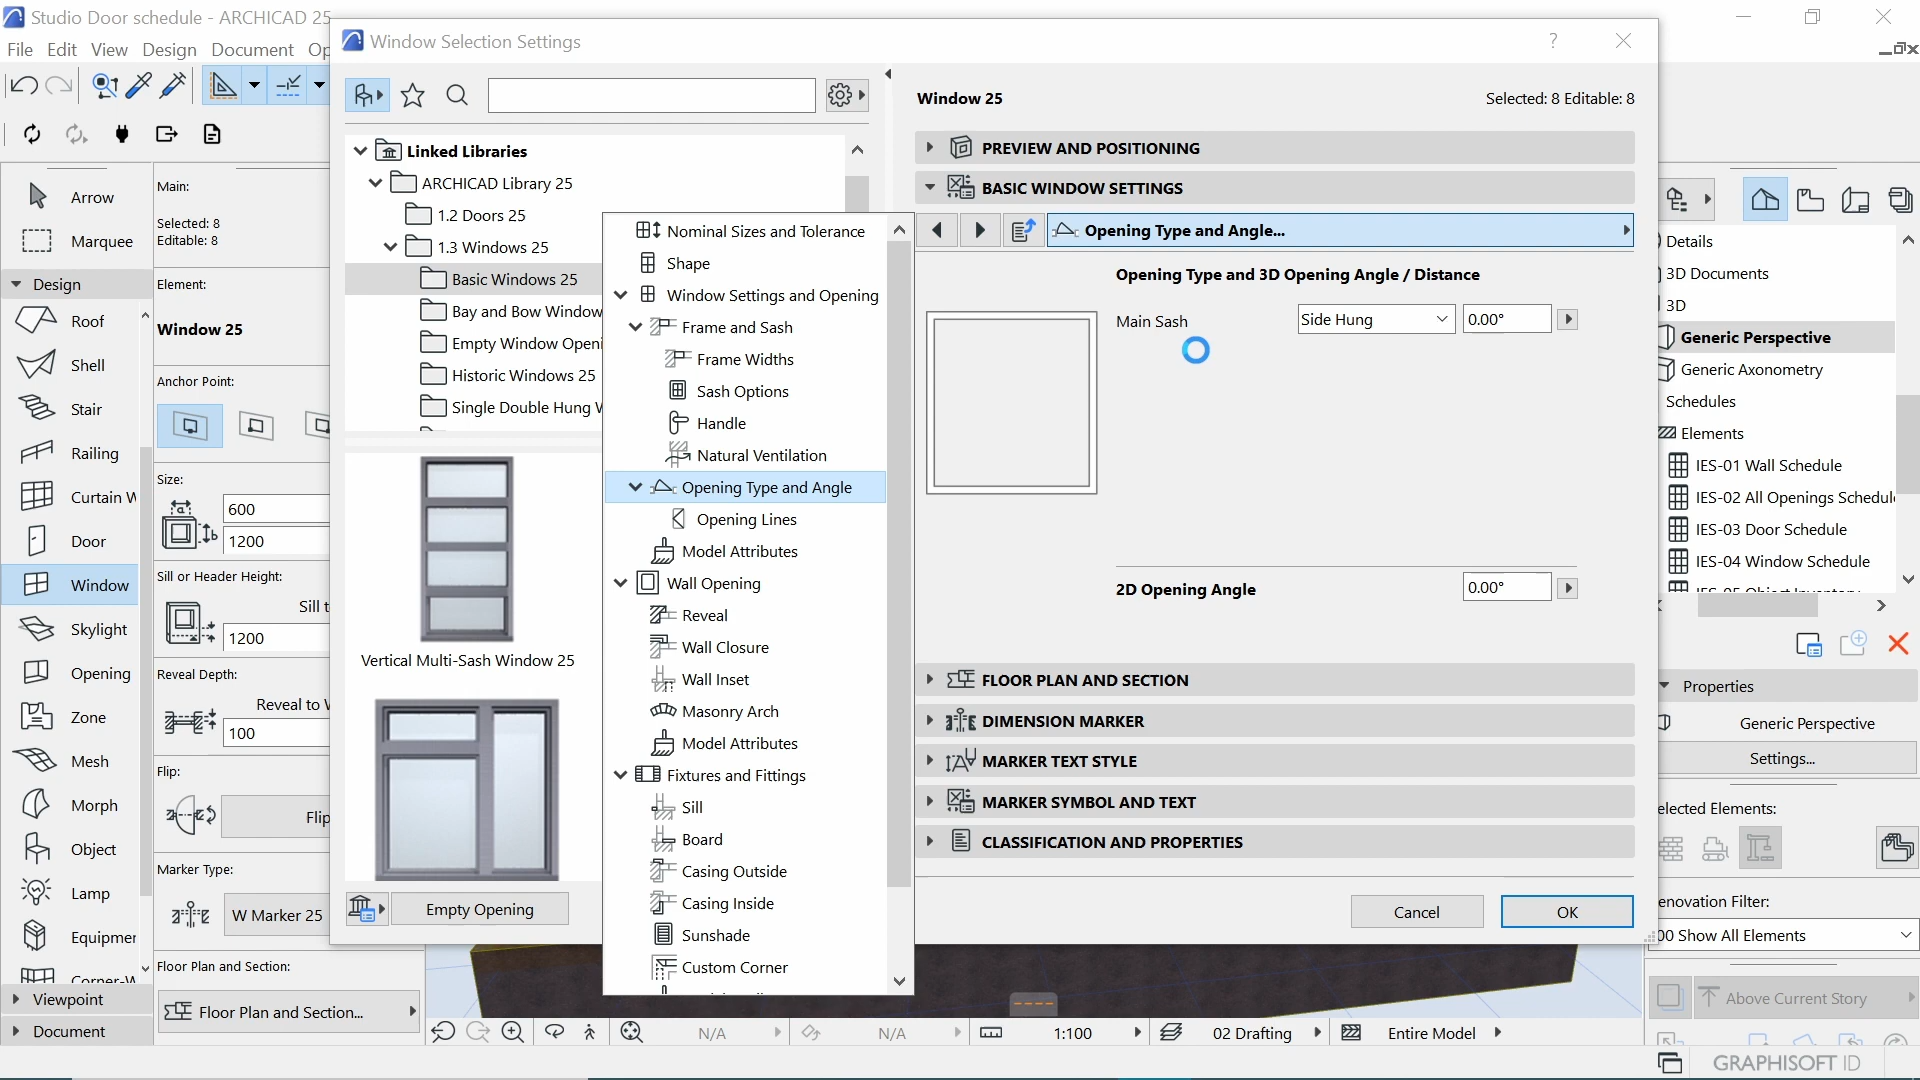 Studio Door schedule - ARCHICAD 25
File Edit View Design Document Op
Window Selection Settings
?
Arrow
Marquee
Design
Roof
Shell
Stair
Railing
Curtain W
Door
Window
Skylight
Opening
Zone
Mesh
Morph
Object
Lamp
Equipmen
Corner-W
Viewpoint
Document
Main:
Selected: 8
Editable: 8
Element:
Window 25
Anchor Point:
Size:
a
b
600
1200
Sill or Header Height:
Sill t
1200
Reveal Depth:
Reveal to W
100
Flip:
Flip
Marker Type:
W Marker 25
Floor Plan and Section:
Floor Plan and Section...
Linked Libraries
ARCHICAD Library 25
1.2 Doors 25
1.3 Windows 25
Basic Windows 25
Bay and Bow Window
Empty Window Openi
Historic Windows 25
Single Double Hung W
Vertical Multi-Sash Window 25
Empty Opening
Nominal Sizes and Tolerance
Shape
Window Settings and Opening
Frame and Sash
Frame Widths
Sash Options
Handle
Natural Ventilation
Opening Type and Angle
Opening Lines
Model Attributes
Wall Opening
Reveal
Wall Closure
Wall Inset
Masonry Arch
Model Attributes
Fixtures and Fittings
Sill
Board
Casing Outside
Casing Inside
Sunshade
Custom Corner
Window 25
Selected: 8 Editable: 8
PREVIEW AND POSITIONING
BASIC WINDOW SETTINGS
Opening Type and Angle...
Opening Type and 3D Opening Angle / Distance
Main Sash
Side Hung
0.00°
2D Opening Angle
0.00°
FLOOR PLAN AND SECTION
DIMENSION MARKER
MARKER TEXT STYLE
MARKER SYMBOL AND TEXT
CLASSIFICATION AND PROPERTIES
Cancel
OK
Details
3D Documents
3D
Generic Perspective
Generic Axonometry
Schedules
Elements
IES-01 Wall Schedule
IES-02 All Openings Schedul
IES-03 Door Schedule
IES-04 Window Schedule
IES-05 Object Inventory
Properties
Generic Perspective
Settings...
elected Elements:
enovation Filter:
00 Show All Elements
Above Current Story
N/A
N/A
1:100
02 Drafting
Entire Model
GRAPHISOFT ID